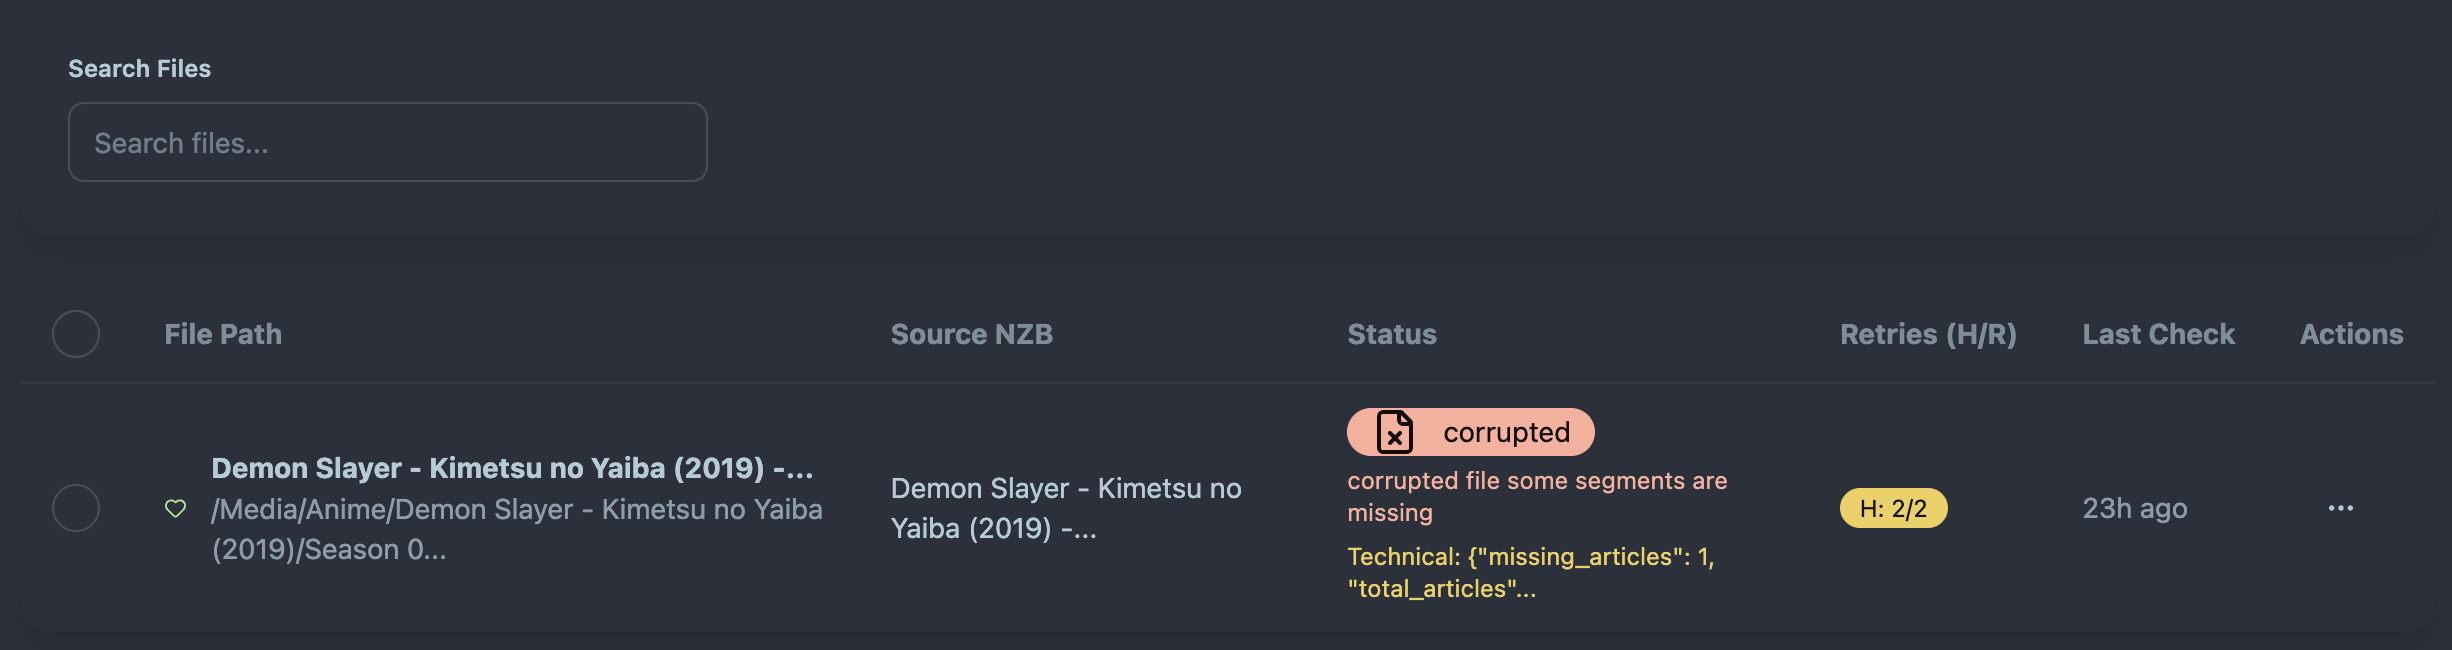 Search Files
Search files...
File Path
Source NZB
Status
Retries (H/R)
Last Check
Actions
Demon Slayer - Kimetsu no Yaiba (2019) -...
/Media/Anime/Demon Slayer - Kimetsu no Yaiba
(2019)/Season 0...
Demon Slayer - Kimetsu no
Yaiba (2019) -...
corrupted
corrupted file some segments are
missing
Technical: {"missing_articles": 1,
"total_articles"...
H: 2/2
23h ago